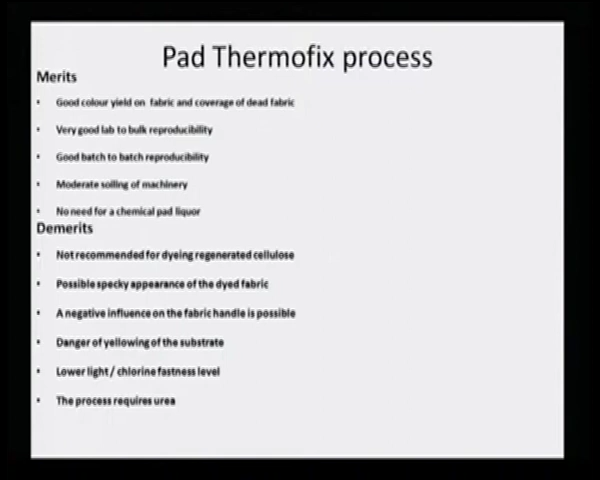 Pad Thermofix process
Merits
• Good colour yield on fabric and coverage of dead fabric
• Very good lab to bulk reproducibility
• Good batch to batch reproducibility
• Moderate soiling of machinery
• No need for a chemical pad liquor
Demerits
• Not recommended for dyeing regenerated cellulose
• Possible specky appearance of the dyed fabric
• A negative influence on the fabric handle is possible
• Danger of yellowing of the substrate
• Lower light / chlorine fastness level
• The process requires urea